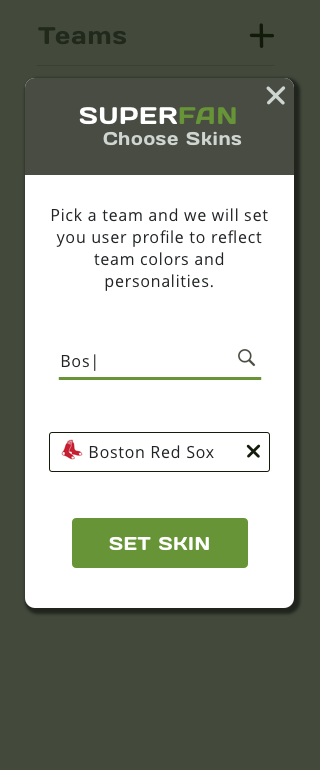 Teams
SUPERFAN
Choose Skins
Pick a team and we will set
you user profile to reflect
team colors and
personalities.
Bos
Boston Red Sox
SET SKIN